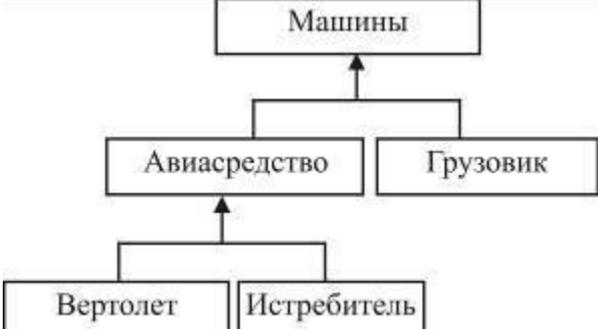 Машины
Авиасредство
Грузовик
Вертолет
Истребитель